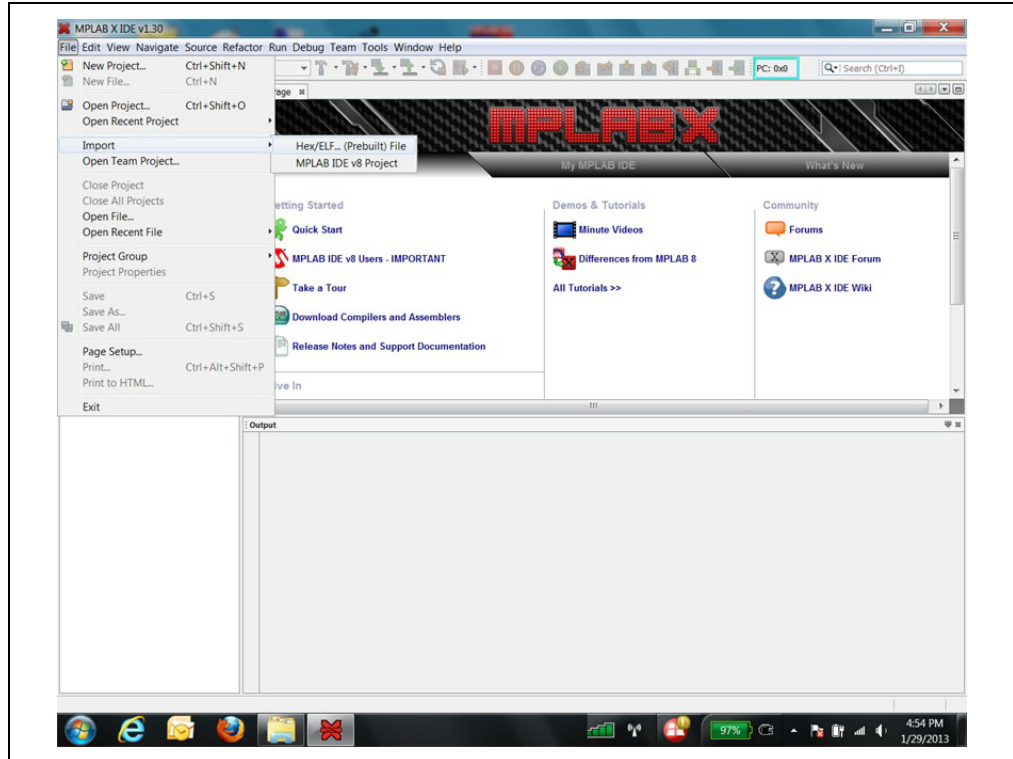 MPLAB X IDE v1.30
File Edit View Navigate Source Refactor Run Debug Team Tools Window Help
New Project... Ctrl+Shift+N
New File... Ctrl+N
Open Project... Ctrl+Shift+O
Open Recent Project
Import
Open Team Project...
Close Project
Close All Projects
Open File...
Open Recent File
Project Group
Project Properties
Save Ctrl+S
Save As...
Save All Ctrl+Shift+S
Page Setup...
Print... Ctrl+Alt+Shift+P
Print to HTML...
Exit
Hex/ELF... (Prebuilt) File
MPLAB IDE v8 Project
PC: 0x0
Search (Ctrl+I)
age
MPLABX
My MPLAB IDE
What's New
etting Started
Quick Start
MPLAB IDE v8 Users - IMPORTANT
Take a Tour
Download Compilers and Assemblers
Release Notes and Support Documentation
ive In
Demos & Tutorials
Minute Videos
Differences from MPLAB 8
All Tutorials >>
Community
Forums
MPLAB X IDE Forum
MPLAB X IDE Wiki
Output
97%
4:54 PM
1/29/2013